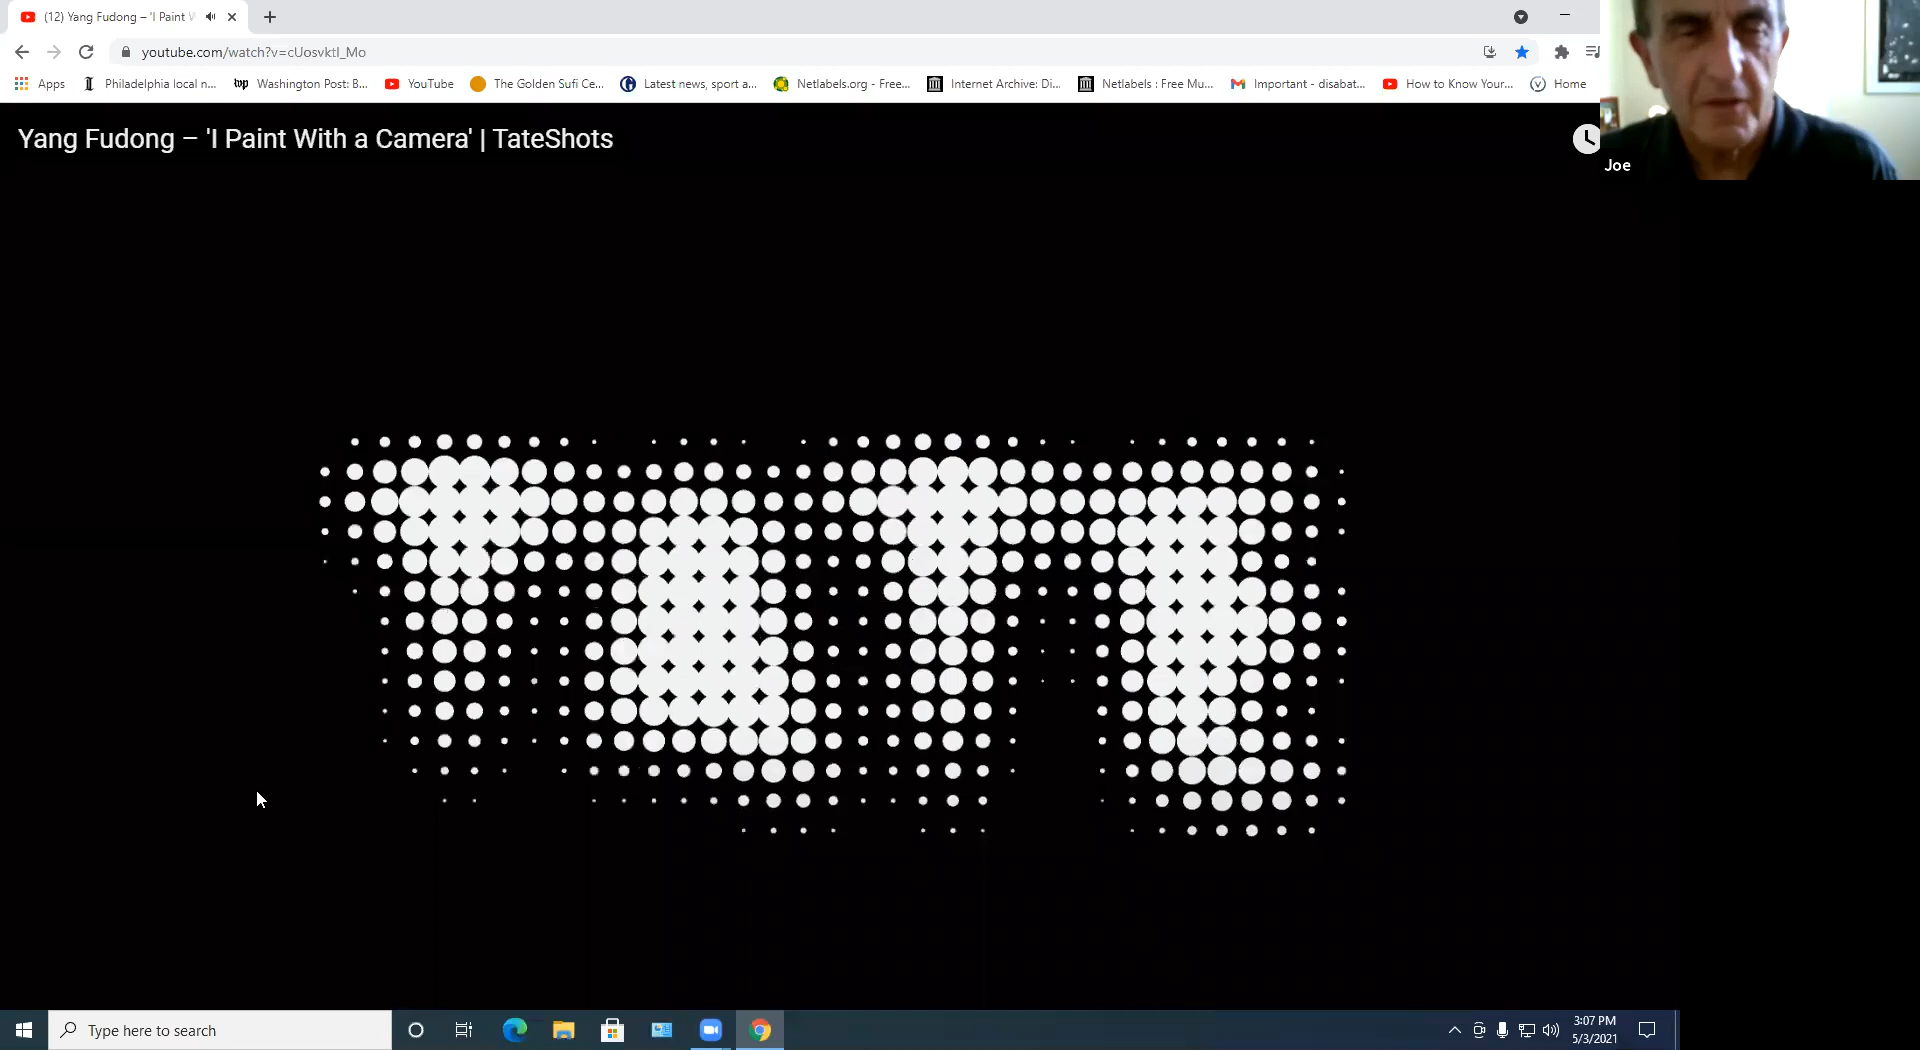 (12) Yang Fudong – 'I Paint W
youtube.com/watch?v=cUosvktl_Mo
Apps Philadelphia local n... wp Washington Post: B... YouTube The Golden Sufi Ce... Latest news, sport a... Netlabels.org - Free... Internet Archive: Di... Netlabels : Free Mu... Important - disabat... How to Know Your... Home
Yang Fudong – 'I Paint With a Camera' | TateShots
Joe
TATE
Type here to search
3:07 PM
5/3/2021